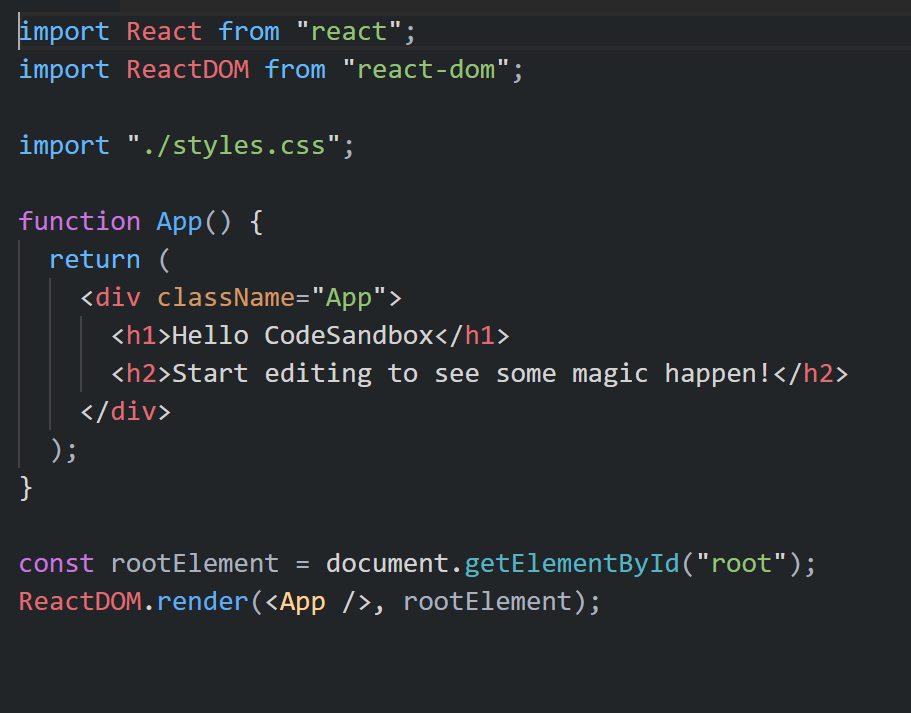 import React from "react";
import ReactDOM from "react-dom";

import "./styles.css";

function App() {
  return (
    <div className="App">
      <h1>Hello CodeSandbox</h1>
      <h2>Start editing to see some magic happen!</h2>
    </div>
  );
}

const rootElement = document.getElementById("root");
ReactDOM.render(<App />, rootElement);